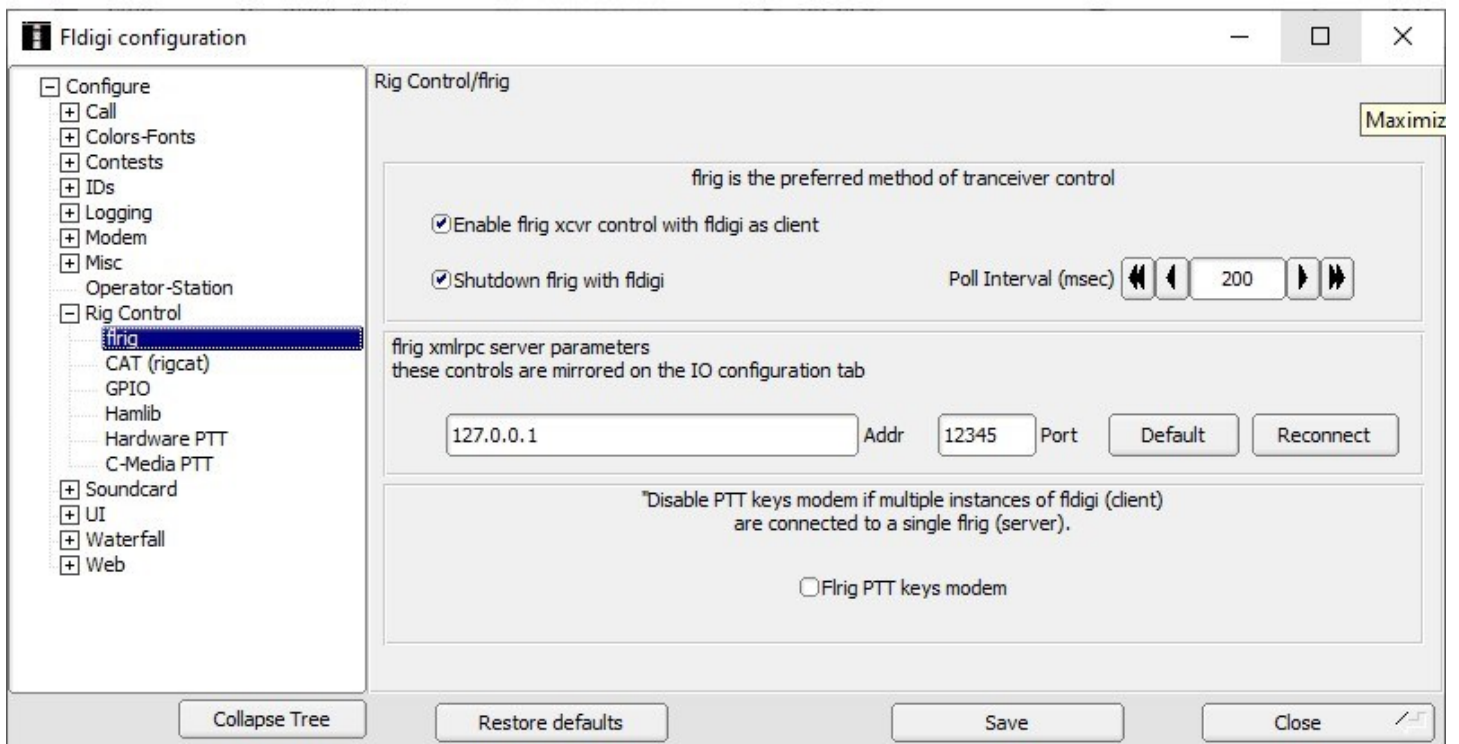 Fldigi configuration
Configure
Call
Colors-Fonts
Contests
IDs
Logging
Modem
Misc
Operator-Station
Rig Control
flrig
CAT (rigcat)
GPIO
Hamlib
Hardware PTT
C-Media PTT
Soundcard
UI
Waterfall
Web
Collapse Tree
Rig Control/flrig
Maximiz
flrig is the preferred method of tranceiver control
Enable flrig xcvr control with fldigi as client
Shutdown flrig with fldigi
Poll Interval (msec) 200
flrig xmlrpc server parameters
these controls are mirrored on the IO configuration tab
127.0.0.1 Addr 12345 Port Default Reconnect
"Disable PTT keys modem if multiple instances of fldigi (client)
are connected to a single flrig (server).
Flrig PTT keys modem
Restore defaults Save Close